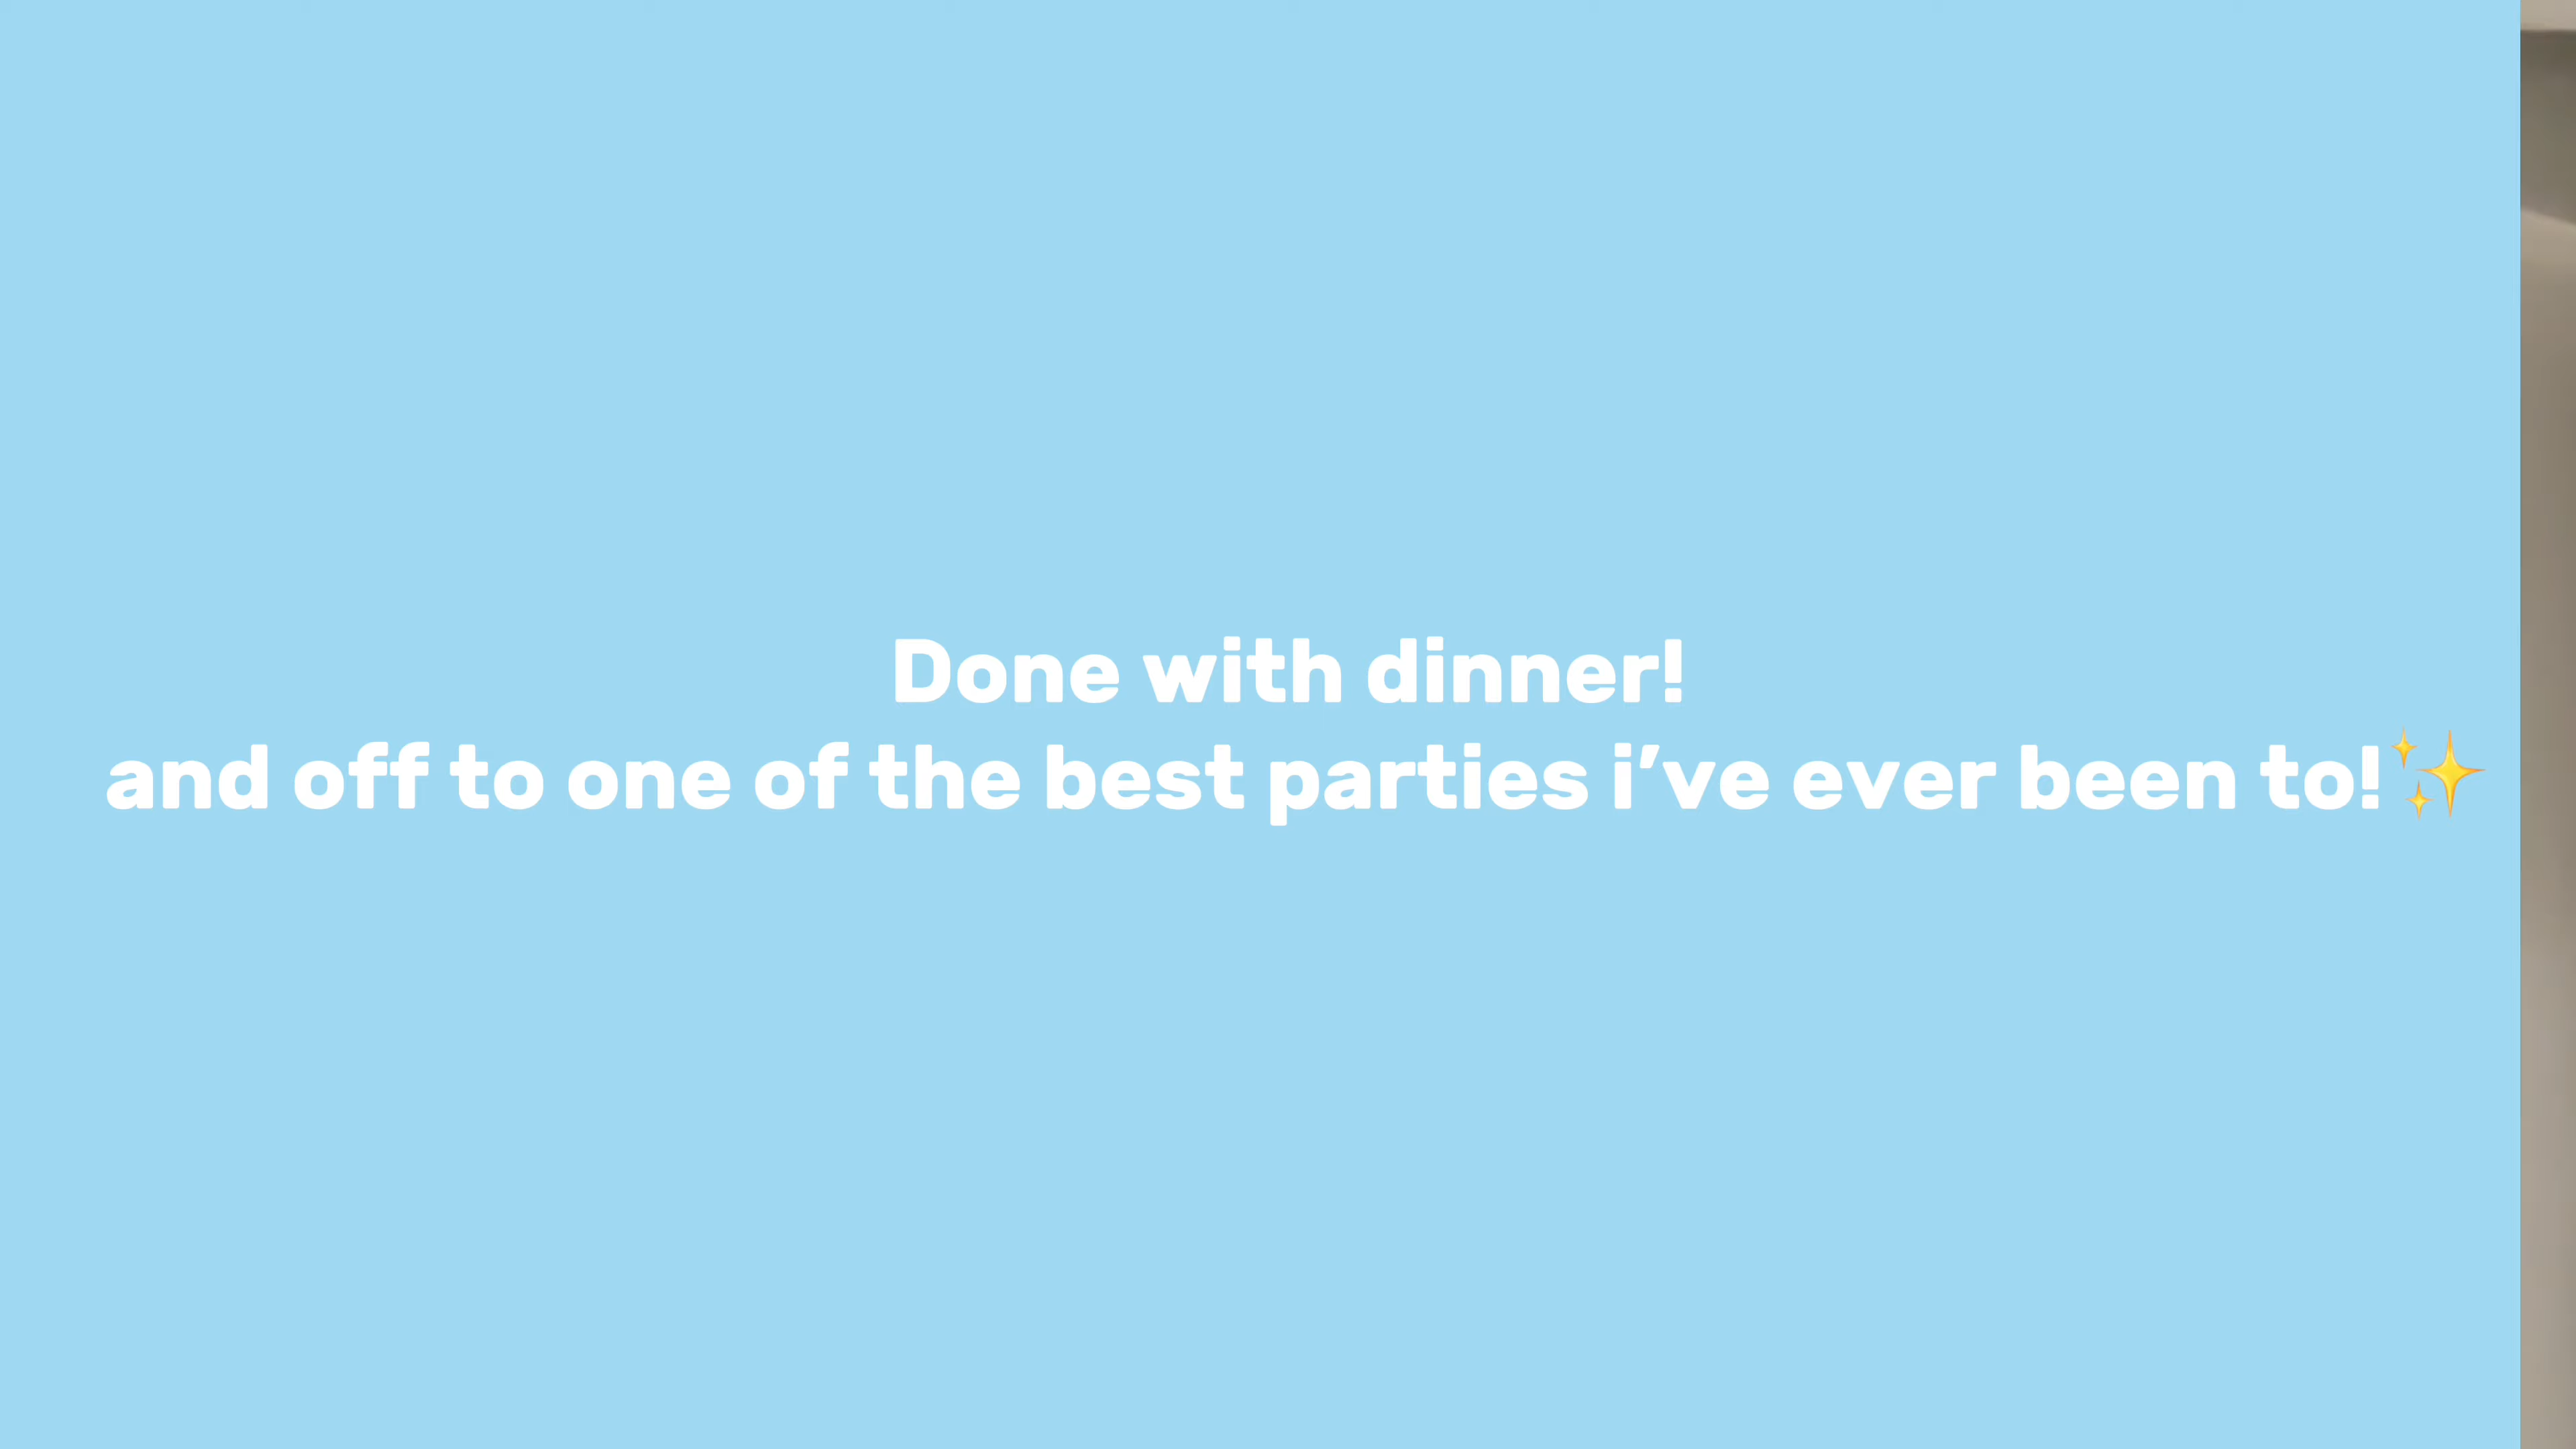 Done with dinner!
and off to one of the best parties i’ve ever been to!✨